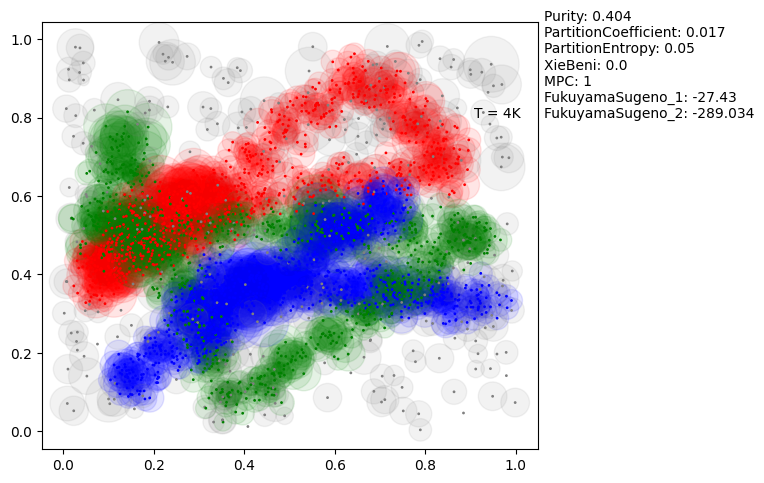 Purity: 0.404
PartitionCoefficient: 0.017
PartitionEntropy: 0.05
XieBeni: 0.0
MPC: 1
FukuyamaSugeno_1: -27.43
FukuyamaSugeno_2: -289.034
T = 4K
1.0
0.8
0.6
0.4
0.2
0.0
0.0 0.2 0.4 0.6 0.8 1.0